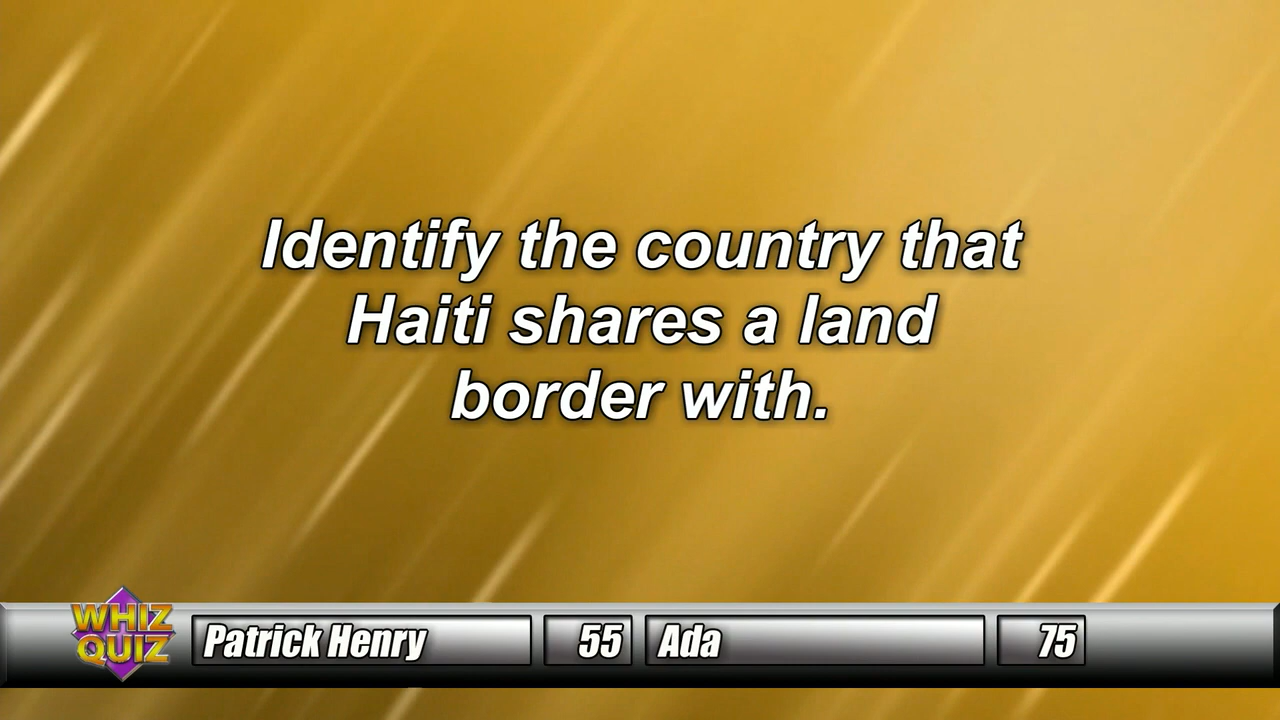 Identify the country that
Haiti shares a land
border with.
WHIZ
QUIZ
Patrick Henry 55 Ada 75